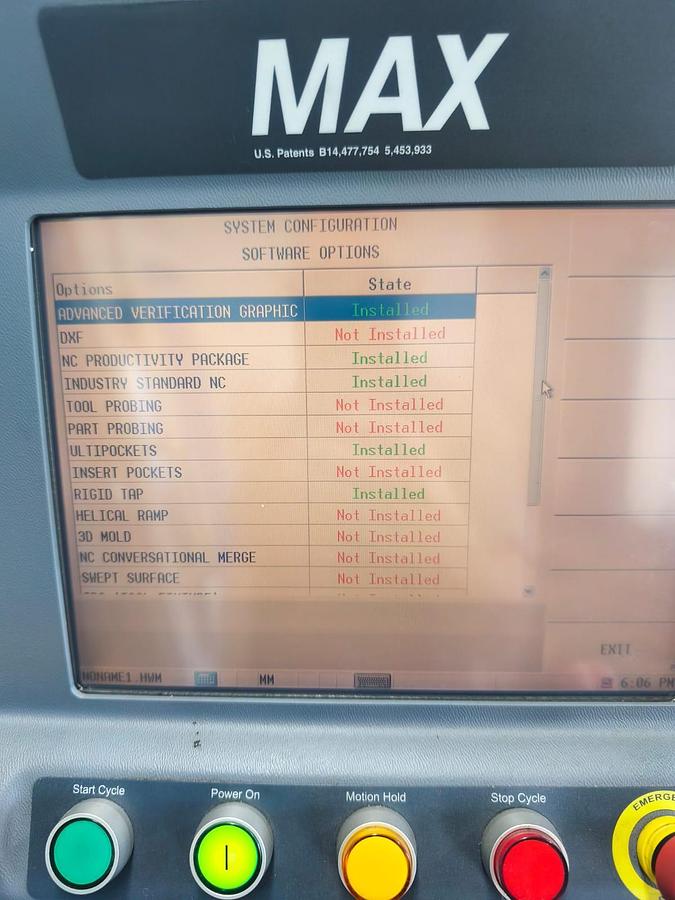 MAX
U.S. Patents B14,477,754 5,453,933
SYSTEM CONFIGURATION
SOFTWARE OPTIONS
Options State
ADVANCED VERIFICATION GRAPHIC Installed
DXF Not Installed
NC PRODUCTIVITY PACKAGE Installed
INDUSTRY STANDARD NC Installed
TOOL PROBING Not Installed
PART PROBING Not Installed
ULTIPOCKETS Installed
INSERT POCKETS Not Installed
RIGID TAP Installed
HELICAL RAMP Not Installed
3D MOLD Not Installed
NC CONVERSATIONAL MERGE Not Installed
SWEPT SURFACE Not Installed
EXIT
NONAME1.HWM MM 6:06 PM
Start Cycle Power On Motion Hold Stop Cycle EMERGE